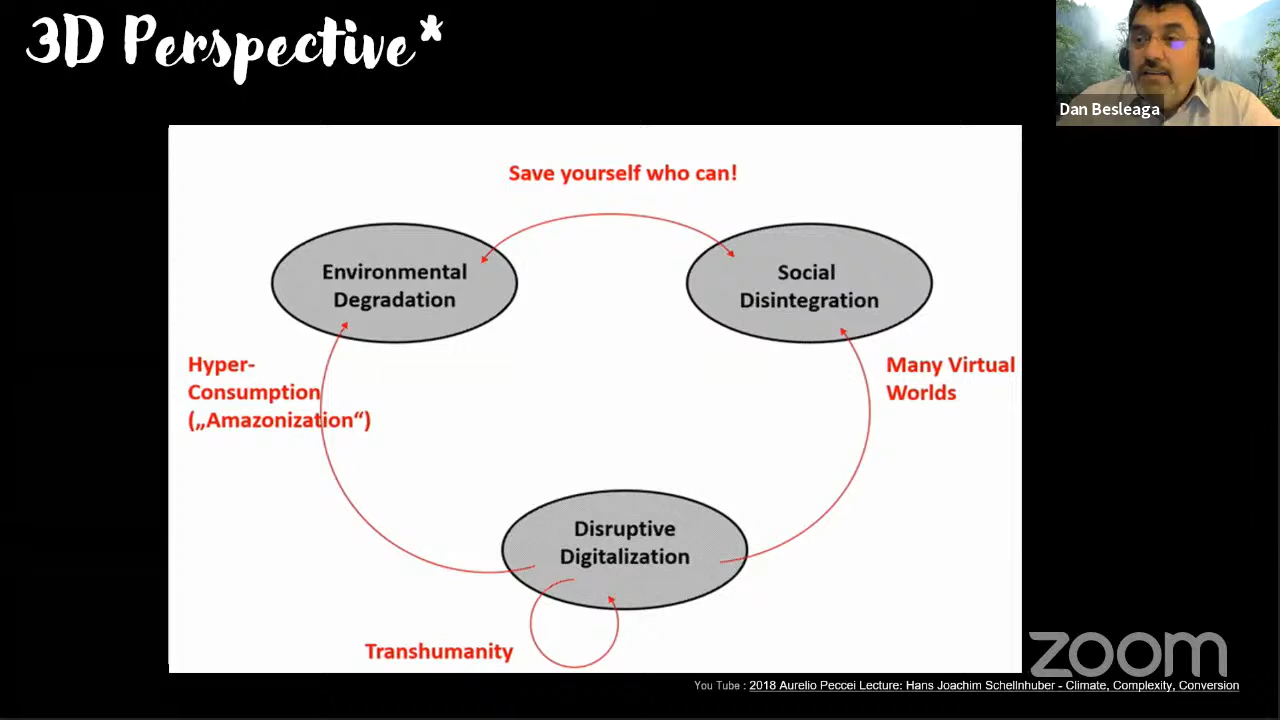 3D Perspective*
Dan Besleaga
Save yourself who can!
Environmental
Degradation
Social
Disintegration
Hyper-
Consumption
(„Amazonization“)
Many Virtual
Worlds
Disruptive
Digitalization
Transhumanity
zoom
You Tube : 2018 Aurelio Peccei Lecture: Hans Joachim Schellnhuber - Climate, Complexity, Conversion